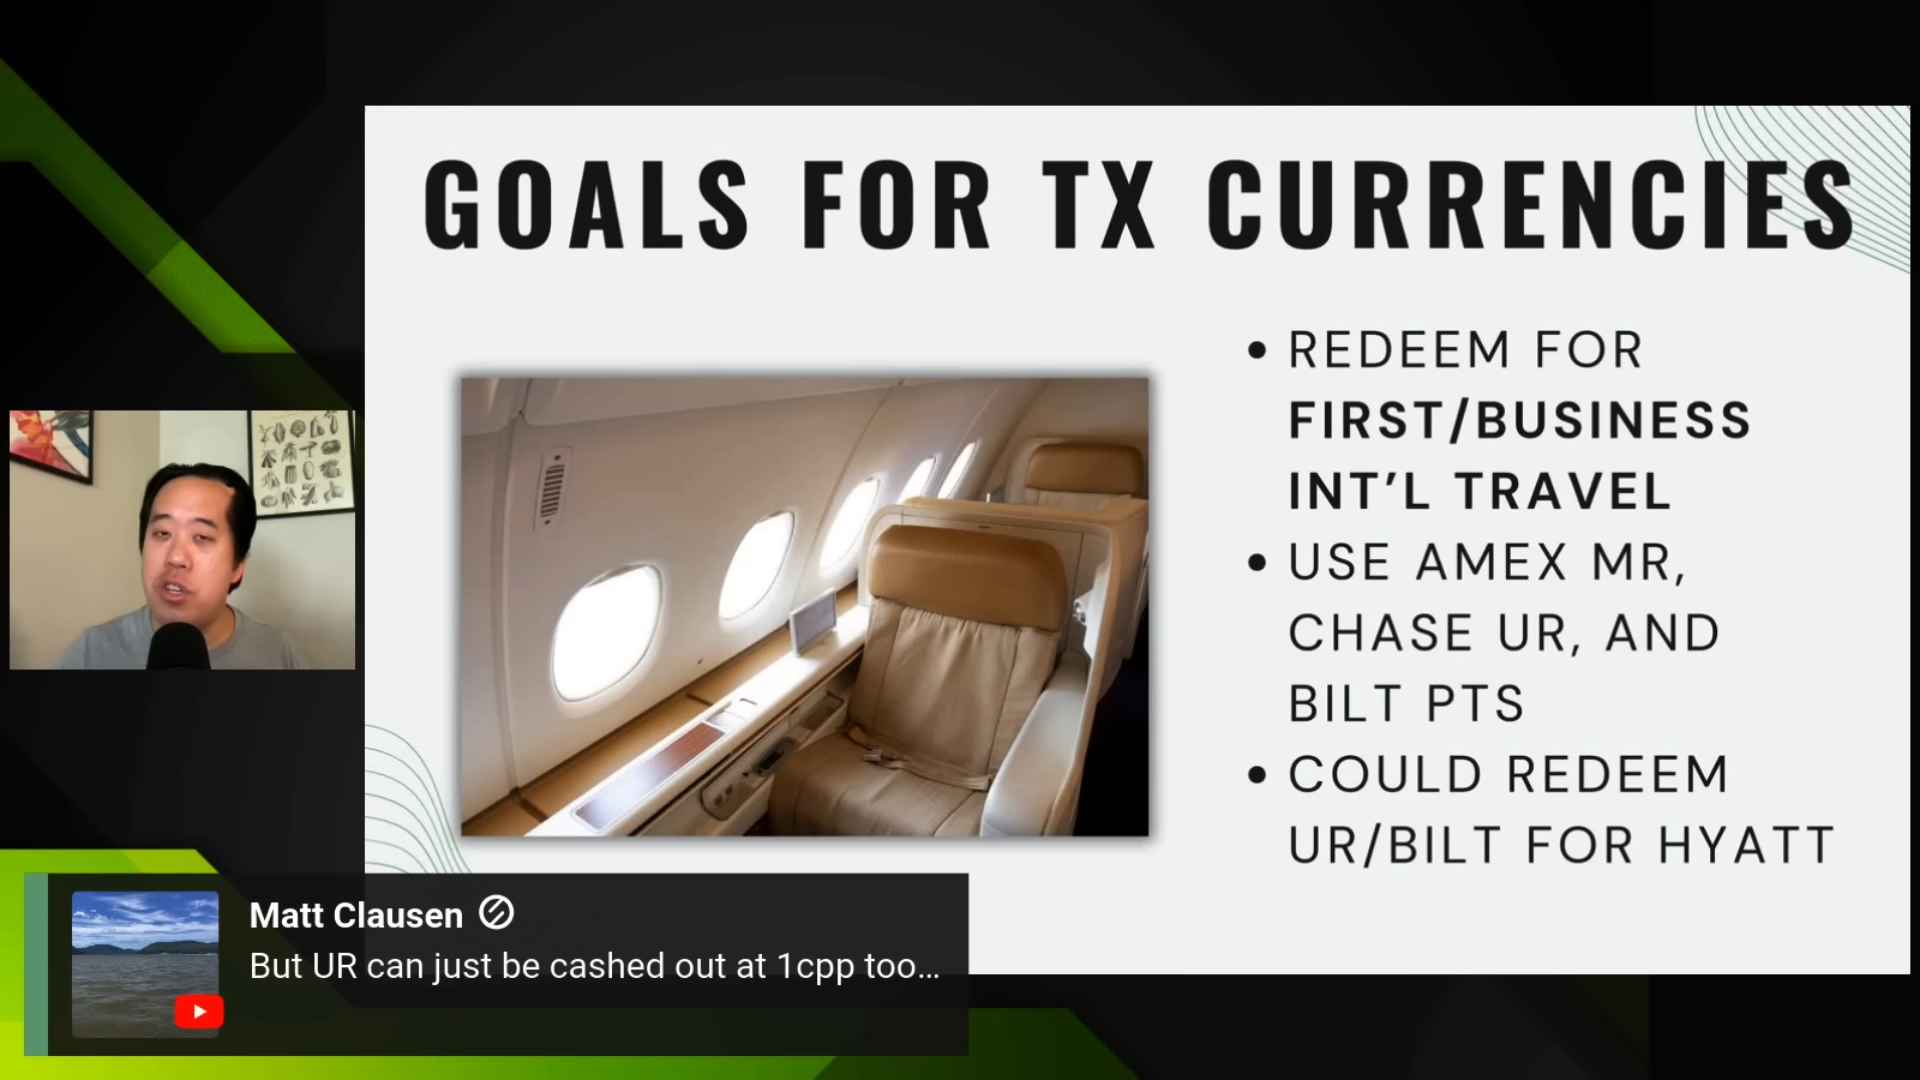 GOALS FOR TX CURRENCIES
• REDEEM FOR
FIRST/BUSINESS
INT'L TRAVEL
• USE AMEX MR,
CHASE UR, AND
BILT PTS
• COULD REDEEM
UR/BILT FOR HYATT
Matt Clausen
But UR can just be cashed out at 1cpp too...